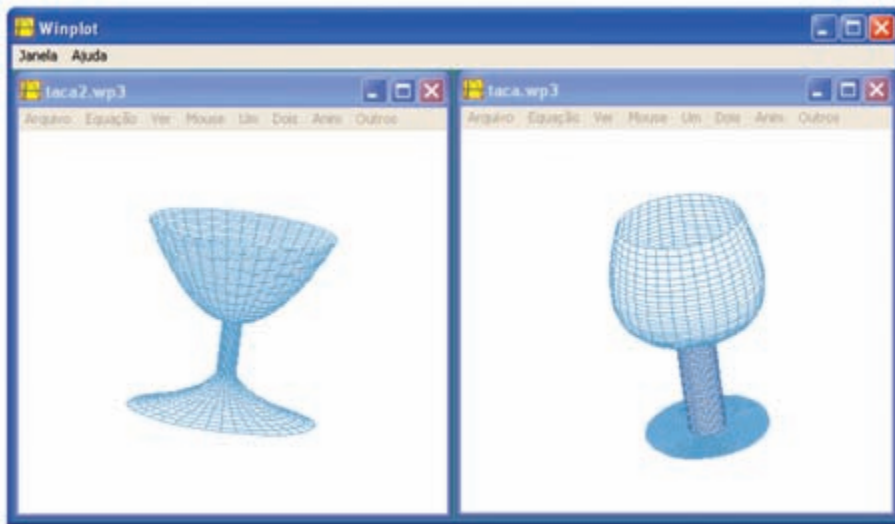 Winplot
Janela Ajuda
taca2.wp3
Arquivo Equação Ver Mouse Um Dois Anim Outros
taca.wp3
Arquivo Equação Ver Mouse Um Dois Anim Outros